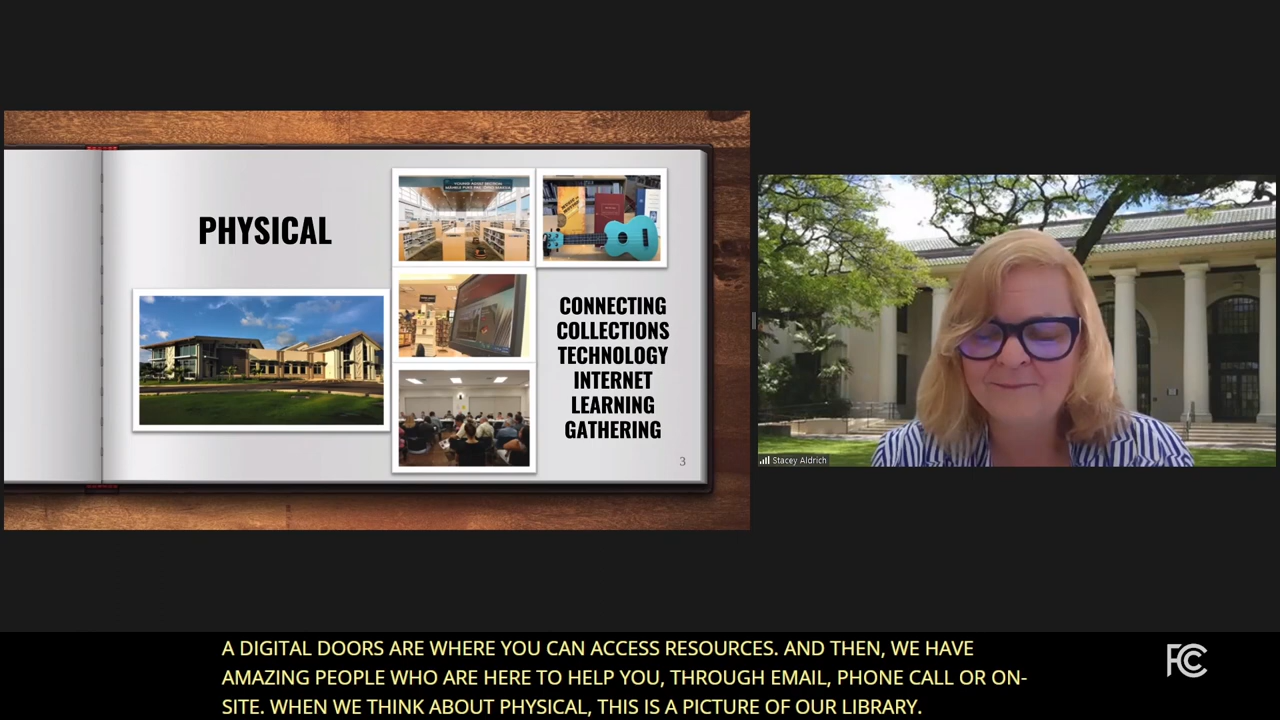 PHYSICAL
CONNECTING
COLLECTIONS
TECHNOLOGY
INTERNET
LEARNING
GATHERING
3
Stacey Aldrich
A DIGITAL DOORS ARE WHERE YOU CAN ACCESS RESOURCES. AND THEN, WE HAVE
AMAZING PEOPLE WHO ARE HERE TO HELP YOU, THROUGH EMAIL, PHONE CALL OR ON-
SITE. WHEN WE THINK ABOUT PHYSICAL, THIS IS A PICTURE OF OUR LIBRARY.
FCC